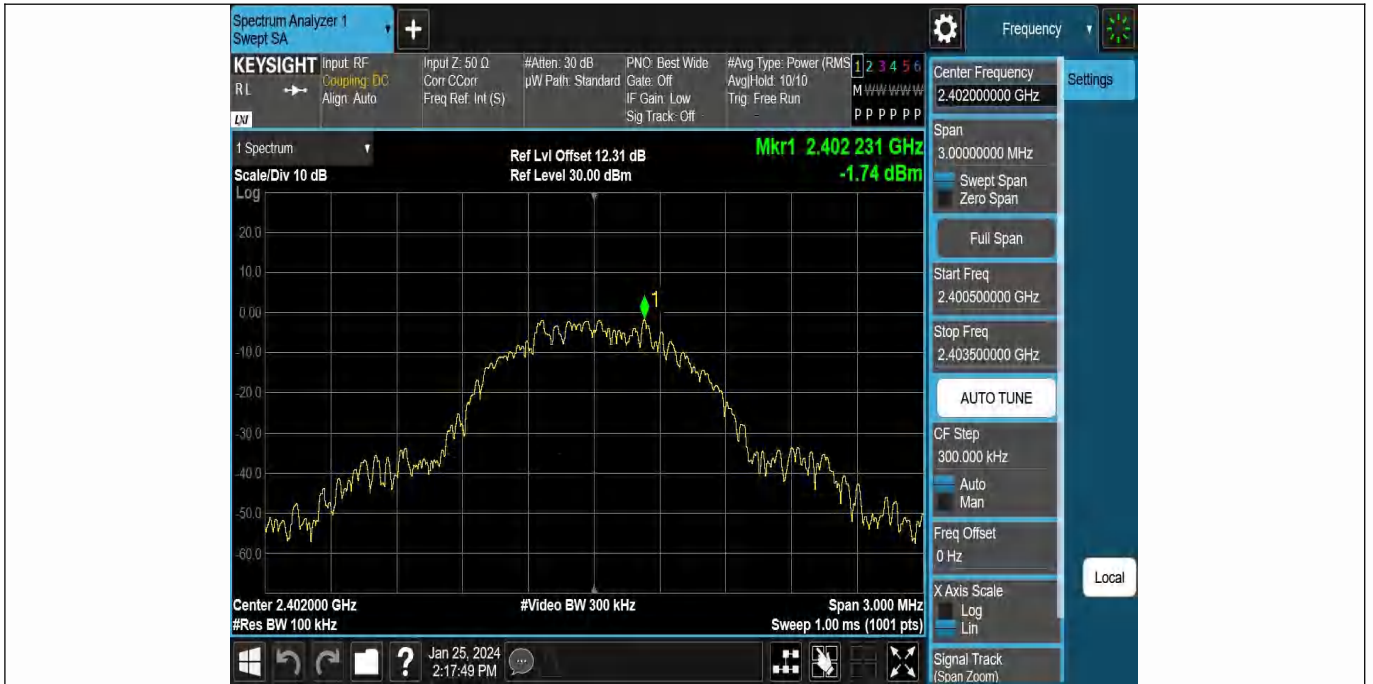 Spectrum Analyzer 1
Swept SA
Frequency
KEYSIGHT
RL
LXI
Input: RF
Coupling: DC
Align: Auto
Input Z: 50 Ω
Corr CCorr
Freq Ref: Int (S)
#Atten: 30 dB
µW Path: Standard
PNO: Best Wide
Gate: Off
IF Gain: Low
Sig Track: Off
#Avg Type: Power (RMS
Avg|Hold: 10/10
Trig: Free Run
1 2 3 4 5 6
M W W W W W
P P P P P P
1 Spectrum
Scale/Div 10 dB
Log
Ref Lvl Offset 12.31 dB
Ref Level 30.00 dBm
Mkr1 2.402 231 GHz
-1.74 dBm
20.0
10.0
0.00
-10.0
-20.0
-30.0
-40.0
-50.0
-60.0
1
Center 2.402000 GHz
#Res BW 100 kHz
#Video BW 300 kHz
Span 3.000 MHz
Sweep 1.00 ms (1001 pts)
Jan 25, 2024
2:17:49 PM
Center Frequency
2.402000000 GHz
Settings
Span
3.00000000 MHz
Swept Span
Zero Span
Full Span
Start Freq
2.400500000 GHz
Stop Freq
2.403500000 GHz
AUTO TUNE
CF Step
300.000 kHz
Auto
Man
Freq Offset
0 Hz
X Axis Scale
Log
Lin
Signal Track
(Span Zoom)
Local